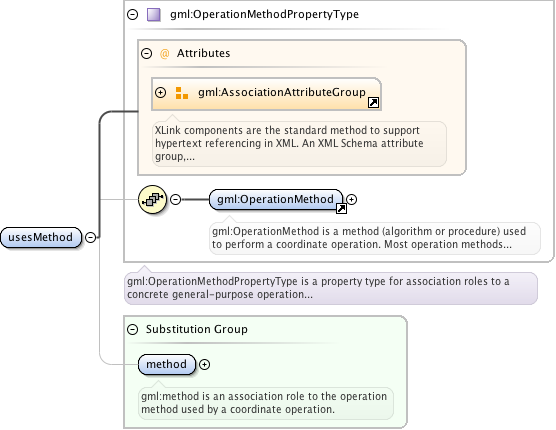 gml:OperationMethodPropertyType
@ Attributes
gml:AssociationAttributeGroup
XLink components are the standard method to support
hypertext referencing in XML. An XML Schema attribute
group,...
gml:OperationMethod
gml:OperationMethod is a method (algorithm or procedure) used
to perform a coordinate operation. Most operation methods...
usesMethod
gml:OperationMethodPropertyType is a property type for association roles to a
concrete general-purpose operation...
Substitution Group
method
gml:method is an association role to the operation
method used by a coordinate operation.